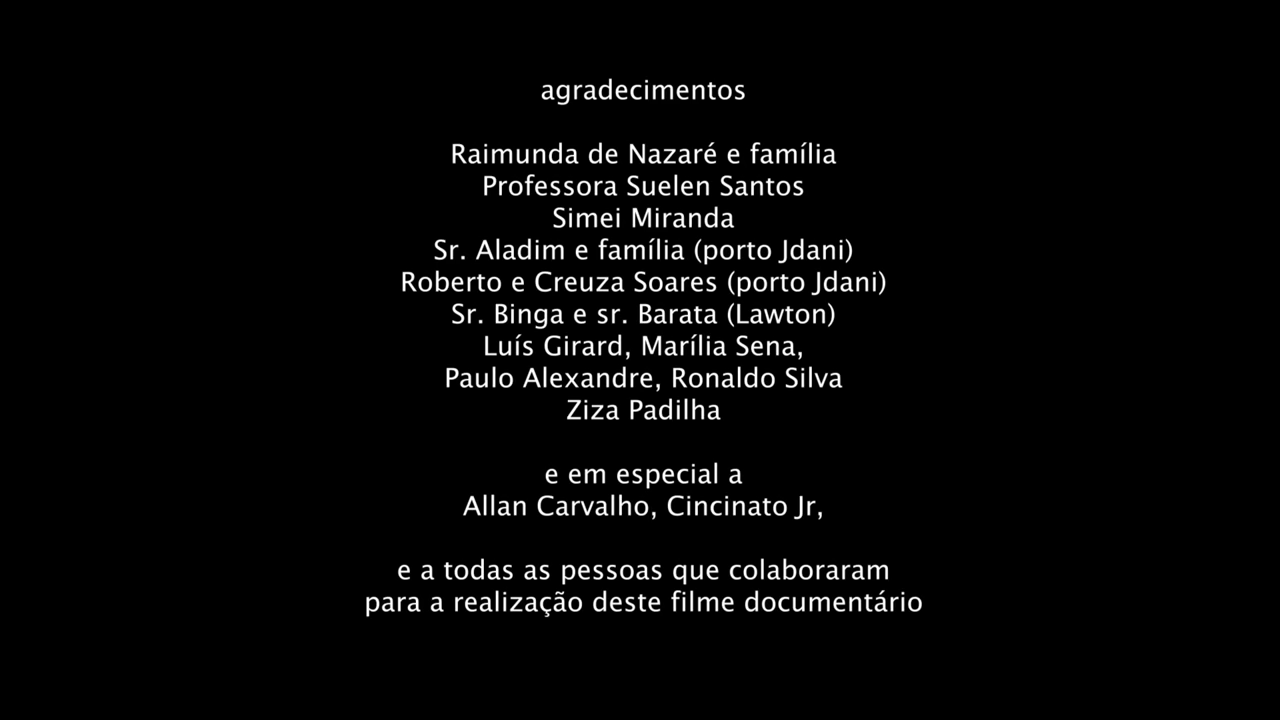 agradecimentos
Raimunda de Nazaré e família
Professora Suelen Santos
Simei Miranda
Sr. Aladim e família (porto Jdani)
Roberto e Creuza Soares (porto Jdani)
Sr. Binga e sr. Barata (Lawton)
Luís Girard, Marília Sena,
Paulo Alexandre, Ronaldo Silva
Ziza Padilha
e em especial a
Allan Carvalho, Cincinato Jr,
e a todas as pessoas que colaboraram
para a realização deste filme documentário